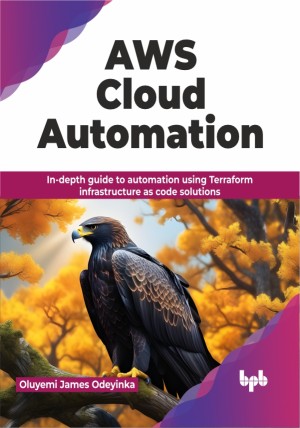 AWS
Cloud
Automation
In-depth guide to automation using Terraform
infrastructure as code solutions
Oluyemi James Odeyinka
bpb